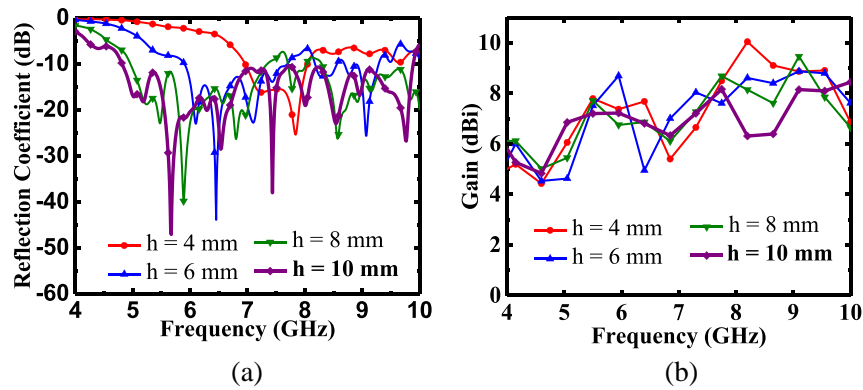 0
-10
-20
-30
-40
-50
-60
Reflection Coefficient (dB)
h = 4 mm
h = 6 mm
h = 8 mm
h = 10 mm
4 5 6 7 8 9 10
Frequency (GHz)
(a)
10
8
6
4
2
0
Gain (dBi)
h = 4 mm
h = 6 mm
h = 8 mm
h = 10 mm
4 5 6 7 8 9 10
Frequency (GHz)
(b)